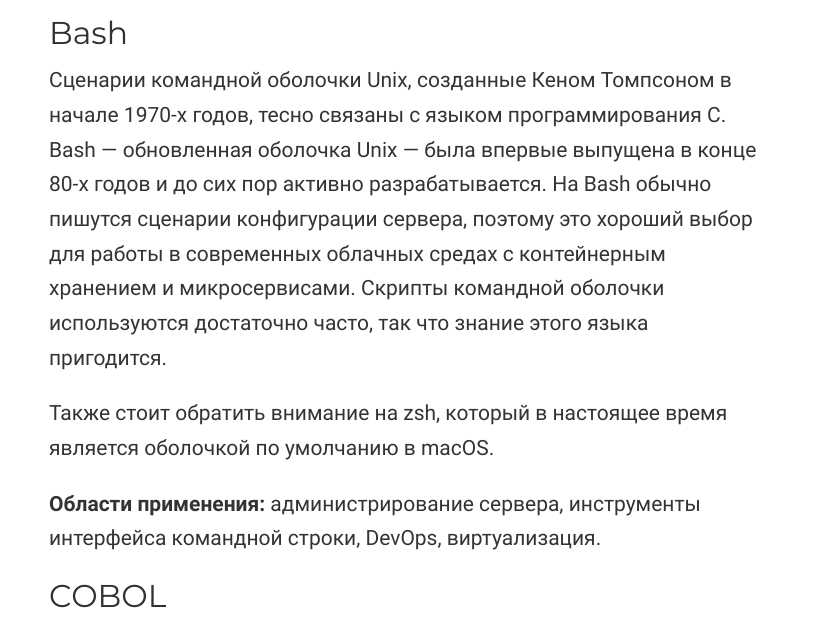 Bash
Сценарии командной оболочки Unix, созданные Кеном Томпсоном в
начале 1970-х годов, тесно связаны с языком программирования C.
Bash — обновленная оболочка Unix — была впервые выпущена в конце
80-х годов и до сих пор активно разрабатывается. На Bash обычно
пишутся сценарии конфигурации сервера, поэтому это хороший выбор
для работы в современных облачных средах с контейнерным
хранением и микросервисами. Скрипты командной оболочки
используются достаточно часто, так что знание этого языка
пригодится.
Также стоит обратить внимание на zsh, который в настоящее время
является оболочкой по умолчанию в macOS.
Области применения: администрирование сервера, инструменты
интерфейса командной строки, DevOps, виртуализация.
COBOL